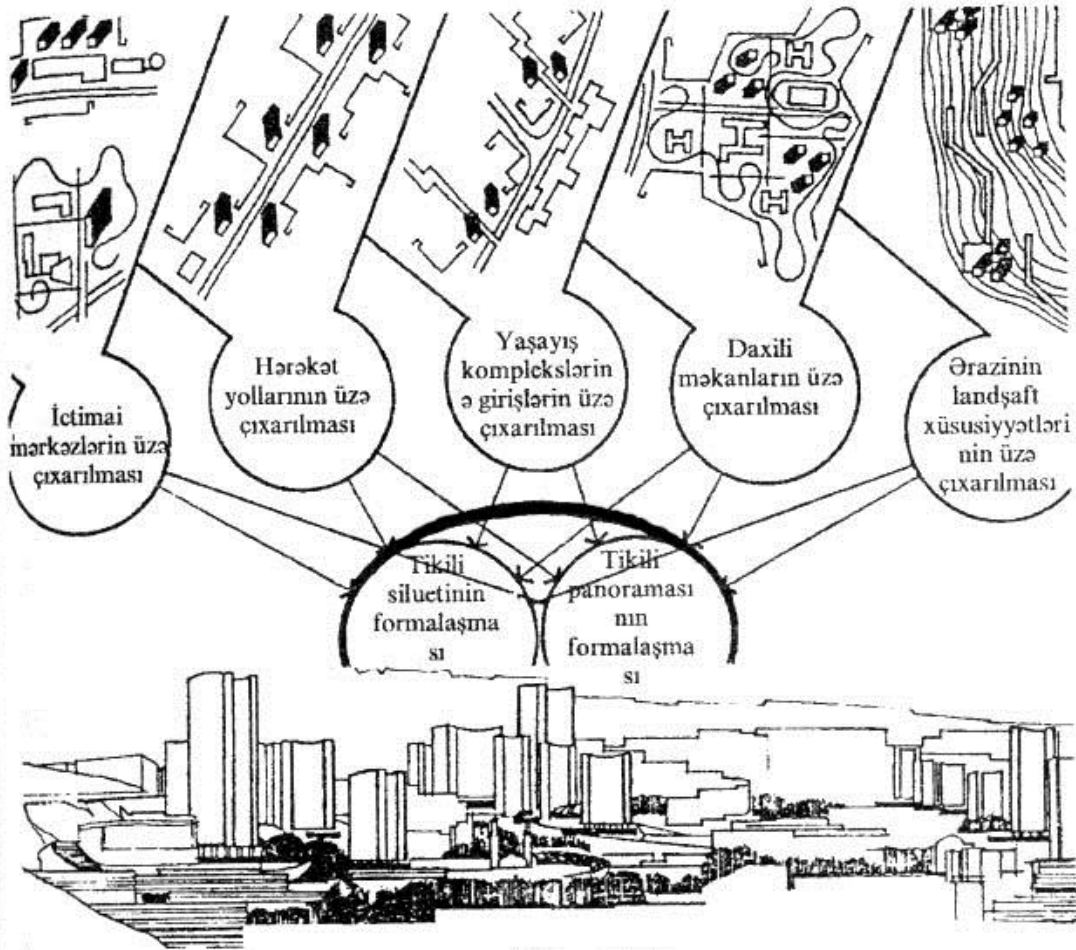 İctimai
mərkəzlərin üzə
çıxarılması
Hərəkət
yollarının üzə
çıxarılması
Yaşayış
komplekslərin
ə girişlərin üzə
çıxarılması
Daxili
məkanların üzə
çıxarılması
Ərazinin
landşaft
xüsusiyyətləri
nin üzə
çıxarılması
Tikili
siluetinin
formalaşma
sı
Tikili
panoraması
nın
formalaşma
sı